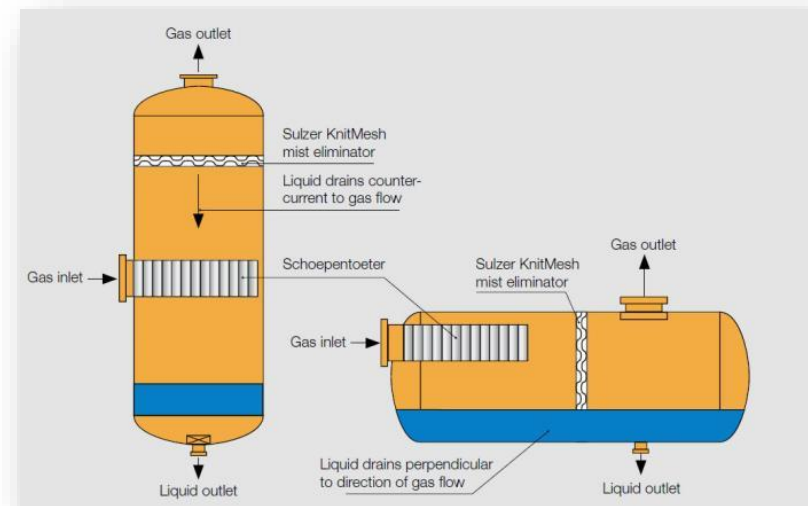 Gas outlet
Sulzer KnitMesh
mist eliminator
Liquid drains counter-
current to gas flow
Schoepentoeter
Gas inlet
Liquid outlet
Gas outlet
Sulzer KnitMesh
mist eliminator
Gas inlet
Liquid drains perpendicular
to direction of gas flow
Liquid outlet